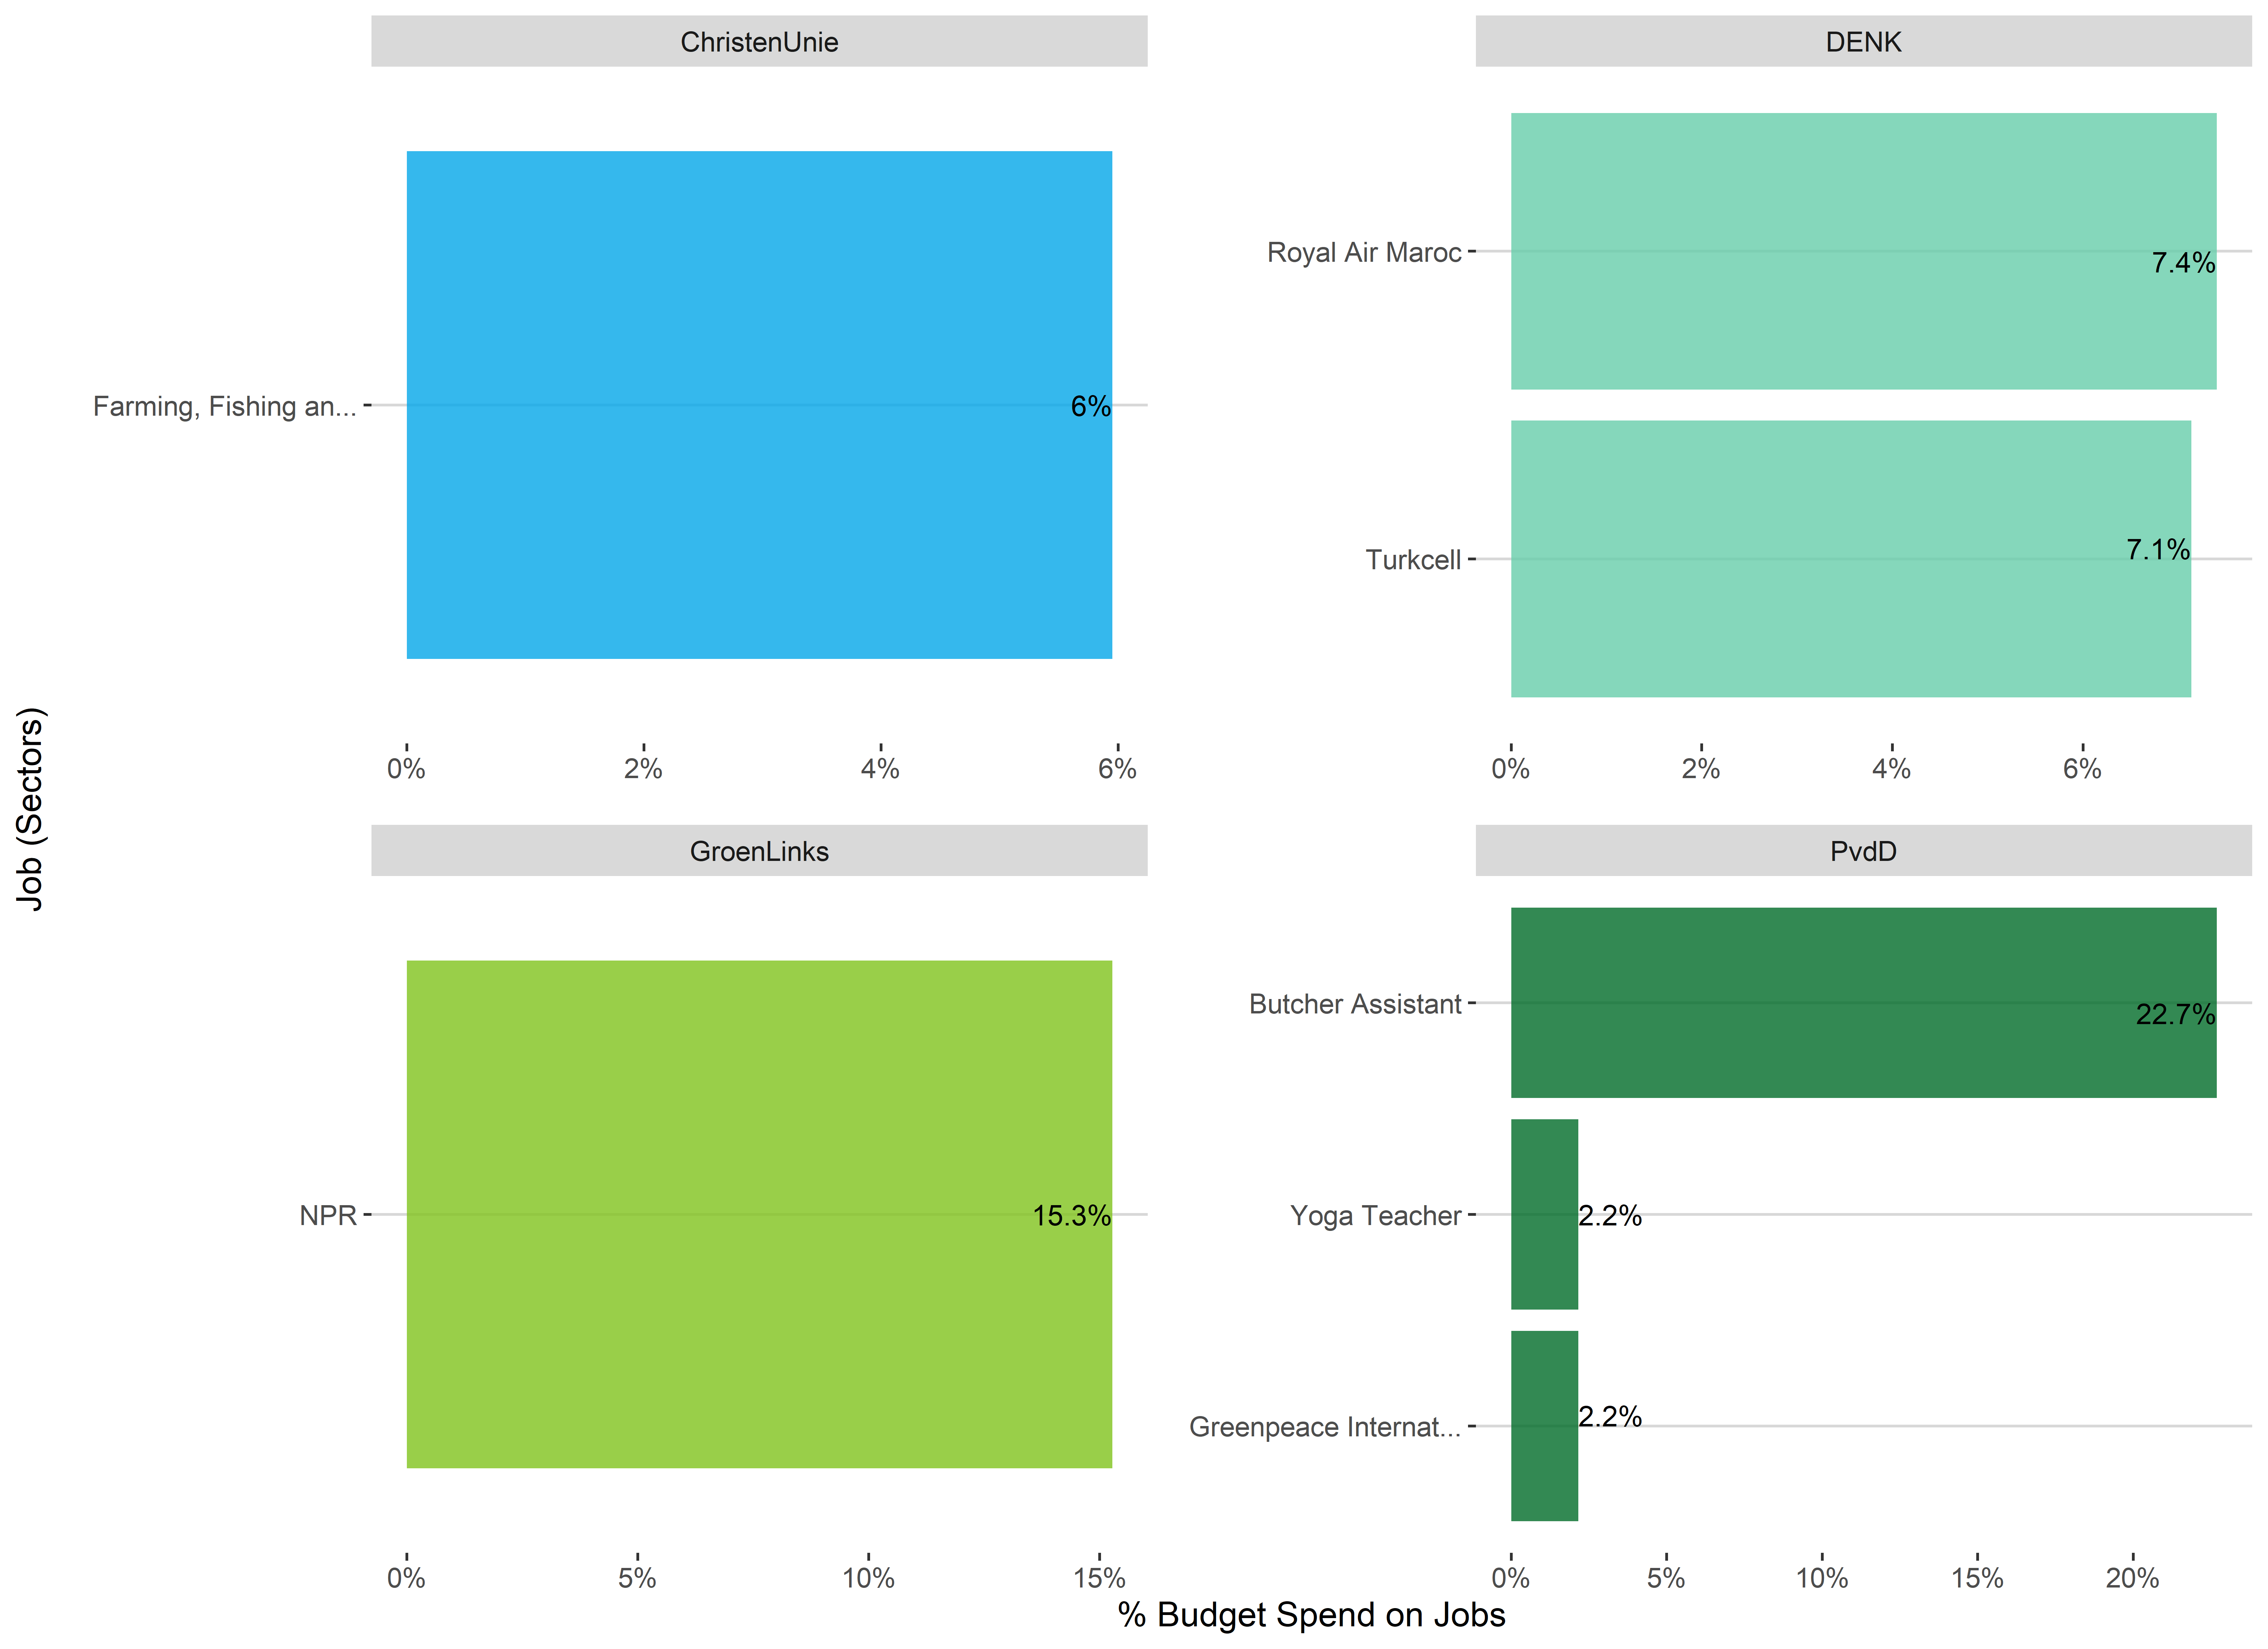 ChristenUnie
Farming, Fishing an...
6%
0% 2% 4% 6%
DENK
Royal Air Maroc
7.4%
Turkcell
7.1%
0% 2% 4% 6%
Job (Sectors)
GroenLinks
NPR
15.3%
0% 5% 10% 15%
PvdD
Butcher Assistant
22.7%
Yoga Teacher
2.2%
Greenpeace Internat...
2.2%
0% 5% 10% 15% 20%
% Budget Spend on Jobs